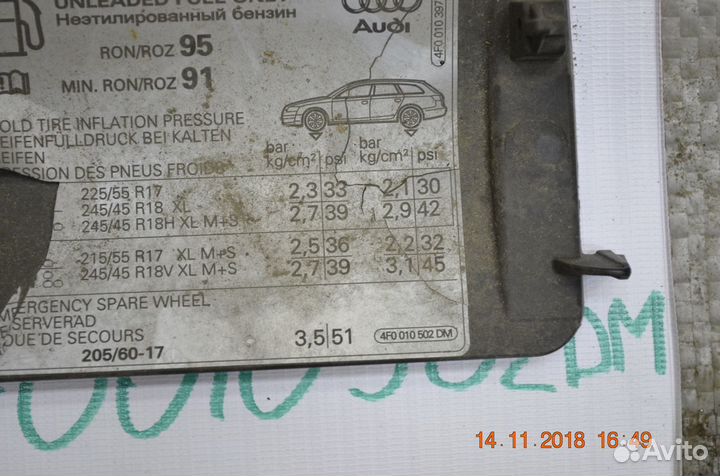 UNLEADED FUEL ONLY
Неэтилированный бензин
RON/ROZ 95
MIN. RON/ROZ 91
Audi
4F0 010 397
OLD TIRE INFLATION PRESSURE
EIFENFÜLLDRUCK BEI KALTEN
EIFEN
ESSION DES PNEUS FROIDS
bar kg/cm² psi bar kg/cm² psi
225/55 R17 2,3 33 2,1 30
245/45 R18 XL 2,7 39 2,9 42
245/45 R18H XL M+S
215/55 R17 XL M+S 2,5 36 2,2 32
245/45 R18V XL M+S 2,7 39 3,1 45
MERGENCY SPARE WHEEL
ESERVERAD
OUE DE SECOURS
205/60-17 3,5 51
4F0 010 502 DM
0010502DM
14 11 2018 16:49
Avito